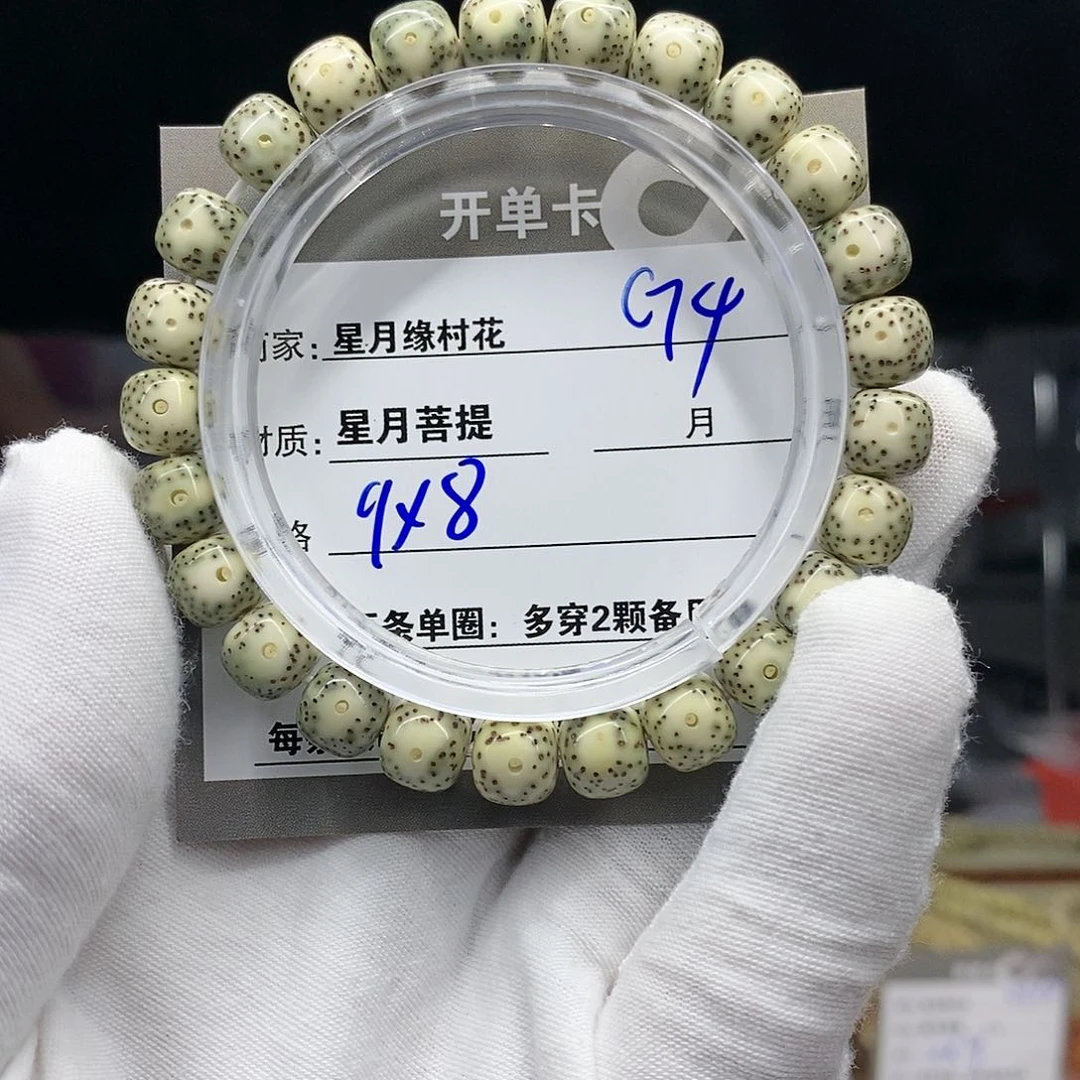 开单卡
家: 星月缘村花 C74
质: 星月菩提 月
9x8
条单圈: 多穿2颗备
每